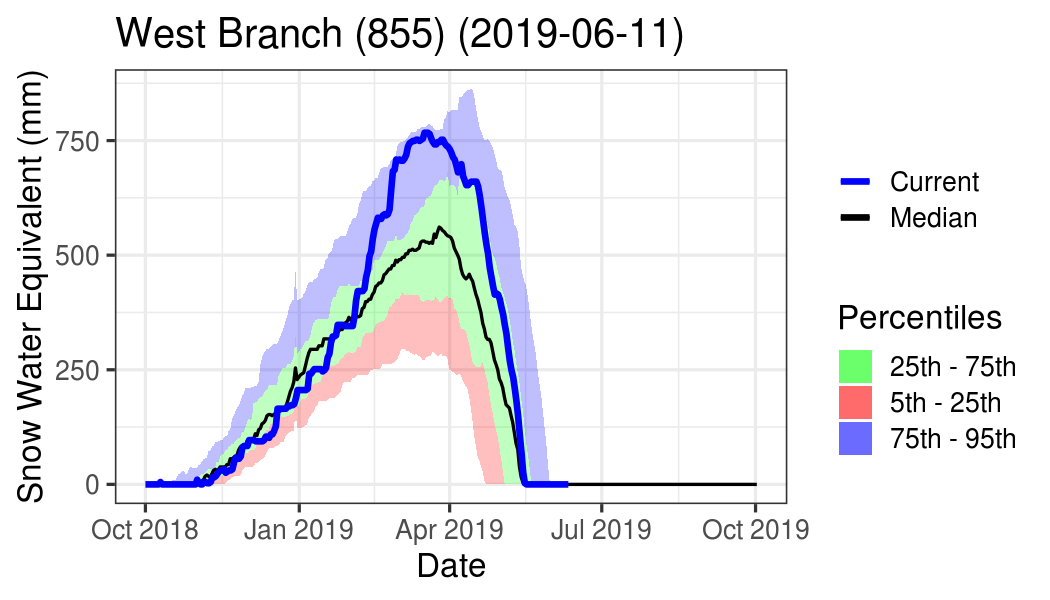 West Branch (855) (2019-06-11)
Snow Water Equivalent (mm)
750
500
250
0
Oct 2018
Jan 2019
Apr 2019
Jul 2019
Oct 2019
Date
Current
Median
Percentiles
25th - 75th
5th - 25th
75th - 95th